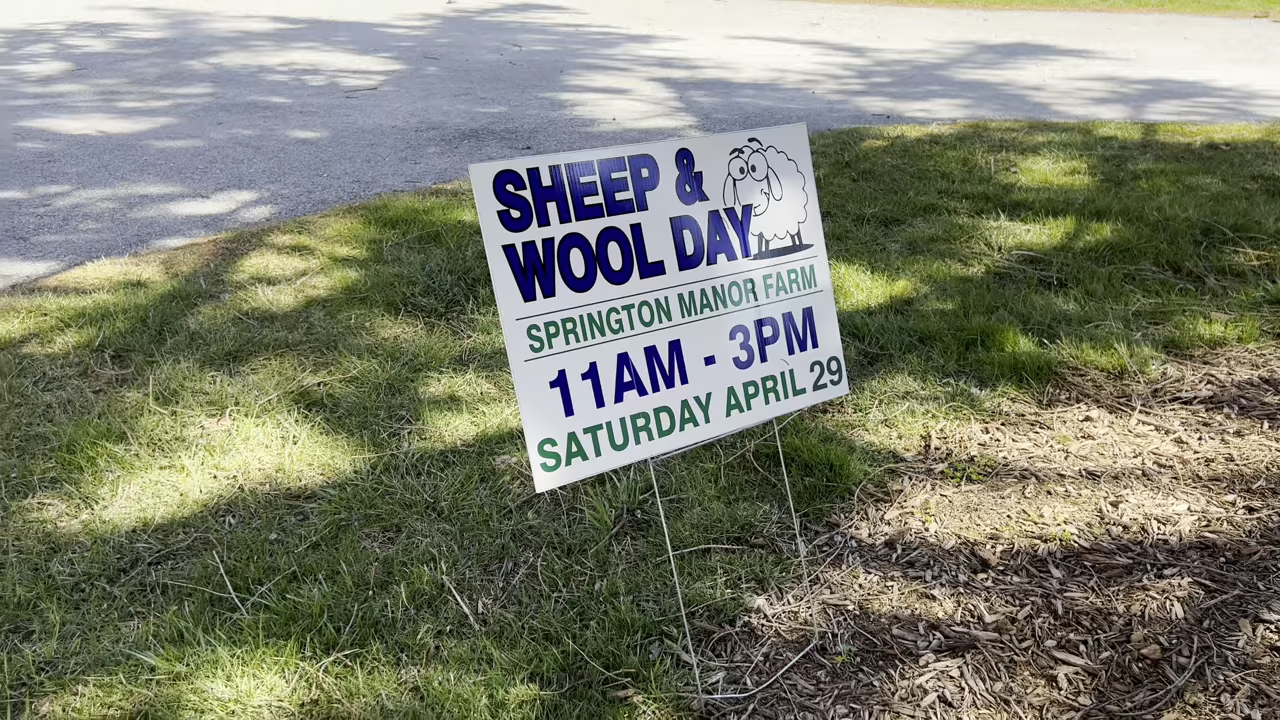 SHEEP &
WOOL DAY
SPRINGTON MANOR FARM
11AM - 3PM
SATURDAY APRIL 29